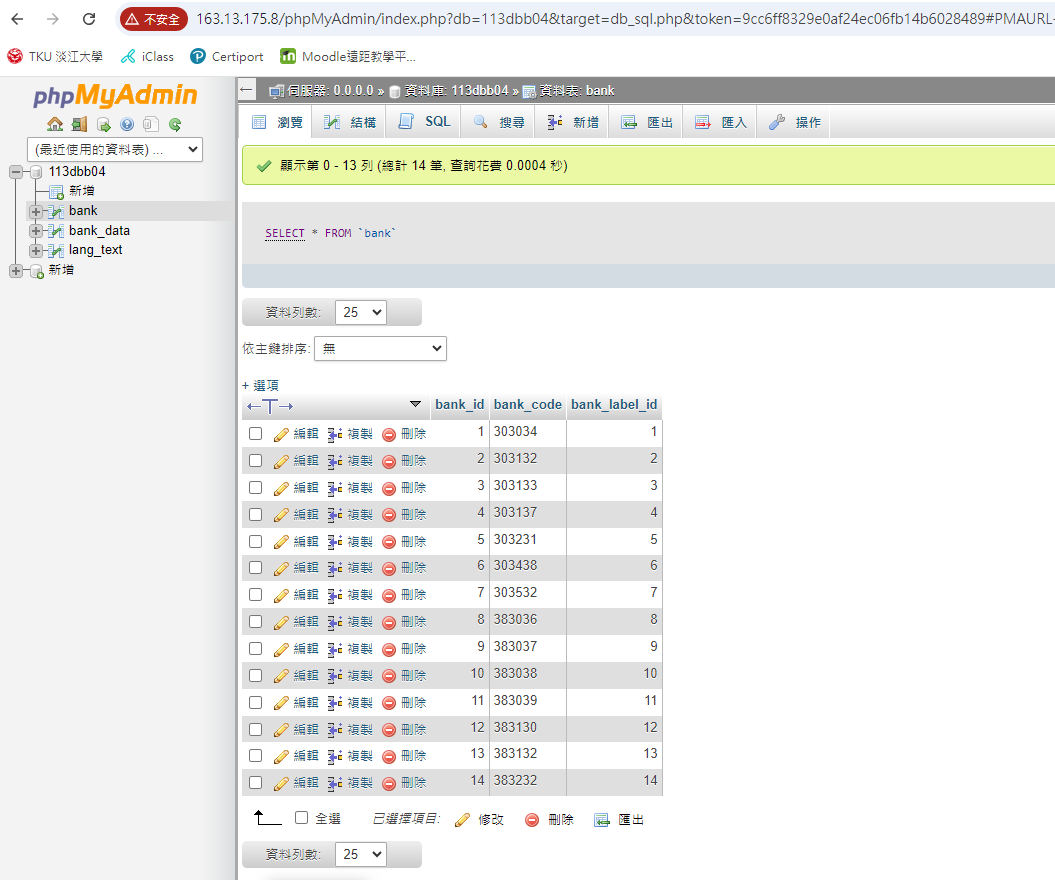 不安全 163.13.175.8/phpMyAdmin/index.php?db=113dbb04&target=db_sql.php&token=9cc6ff8329e0af24ec06fb14b6028489#PMAURL-
TKU 淡江大學 iClass Certiport Moodle遠距教學平...
phpMyAdmin
(最近使用的資料表) ...
113dbb04
新增
bank
bank_data
lang_text
新增
伺服器: 0.0.0.0 » 資料庫: 113dbb04 » 資料表: bank
瀏覽 結構 SQL 搜尋 新增 匯出 匯入 操作
顯示第 0 - 13 列 (總計 14 筆, 查詢花費 0.0004 秒)
SELECT * FROM `bank`
資料列數: 25
依主鍵排序: 無
+ 選項
←T→ bank_id bank_code bank_label_id
編輯 複製 刪除 1 303034 1
編輯 複製 刪除 2 303132 2
編輯 複製 刪除 3 303133 3
編輯 複製 刪除 4 303137 4
編輯 複製 刪除 5 303231 5
編輯 複製 刪除 6 303438 6
編輯 複製 刪除 7 303532 7
編輯 複製 刪除 8 383036 8
編輯 複製 刪除 9 383037 9
編輯 複製 刪除 10 383038 10
編輯 複製 刪除 11 383039 11
編輯 複製 刪除 12 383130 12
編輯 複製 刪除 13 383132 13
編輯 複製 刪除 14 383232 14
全選 已選擇項目: 修改 刪除 匯出
資料列數: 25